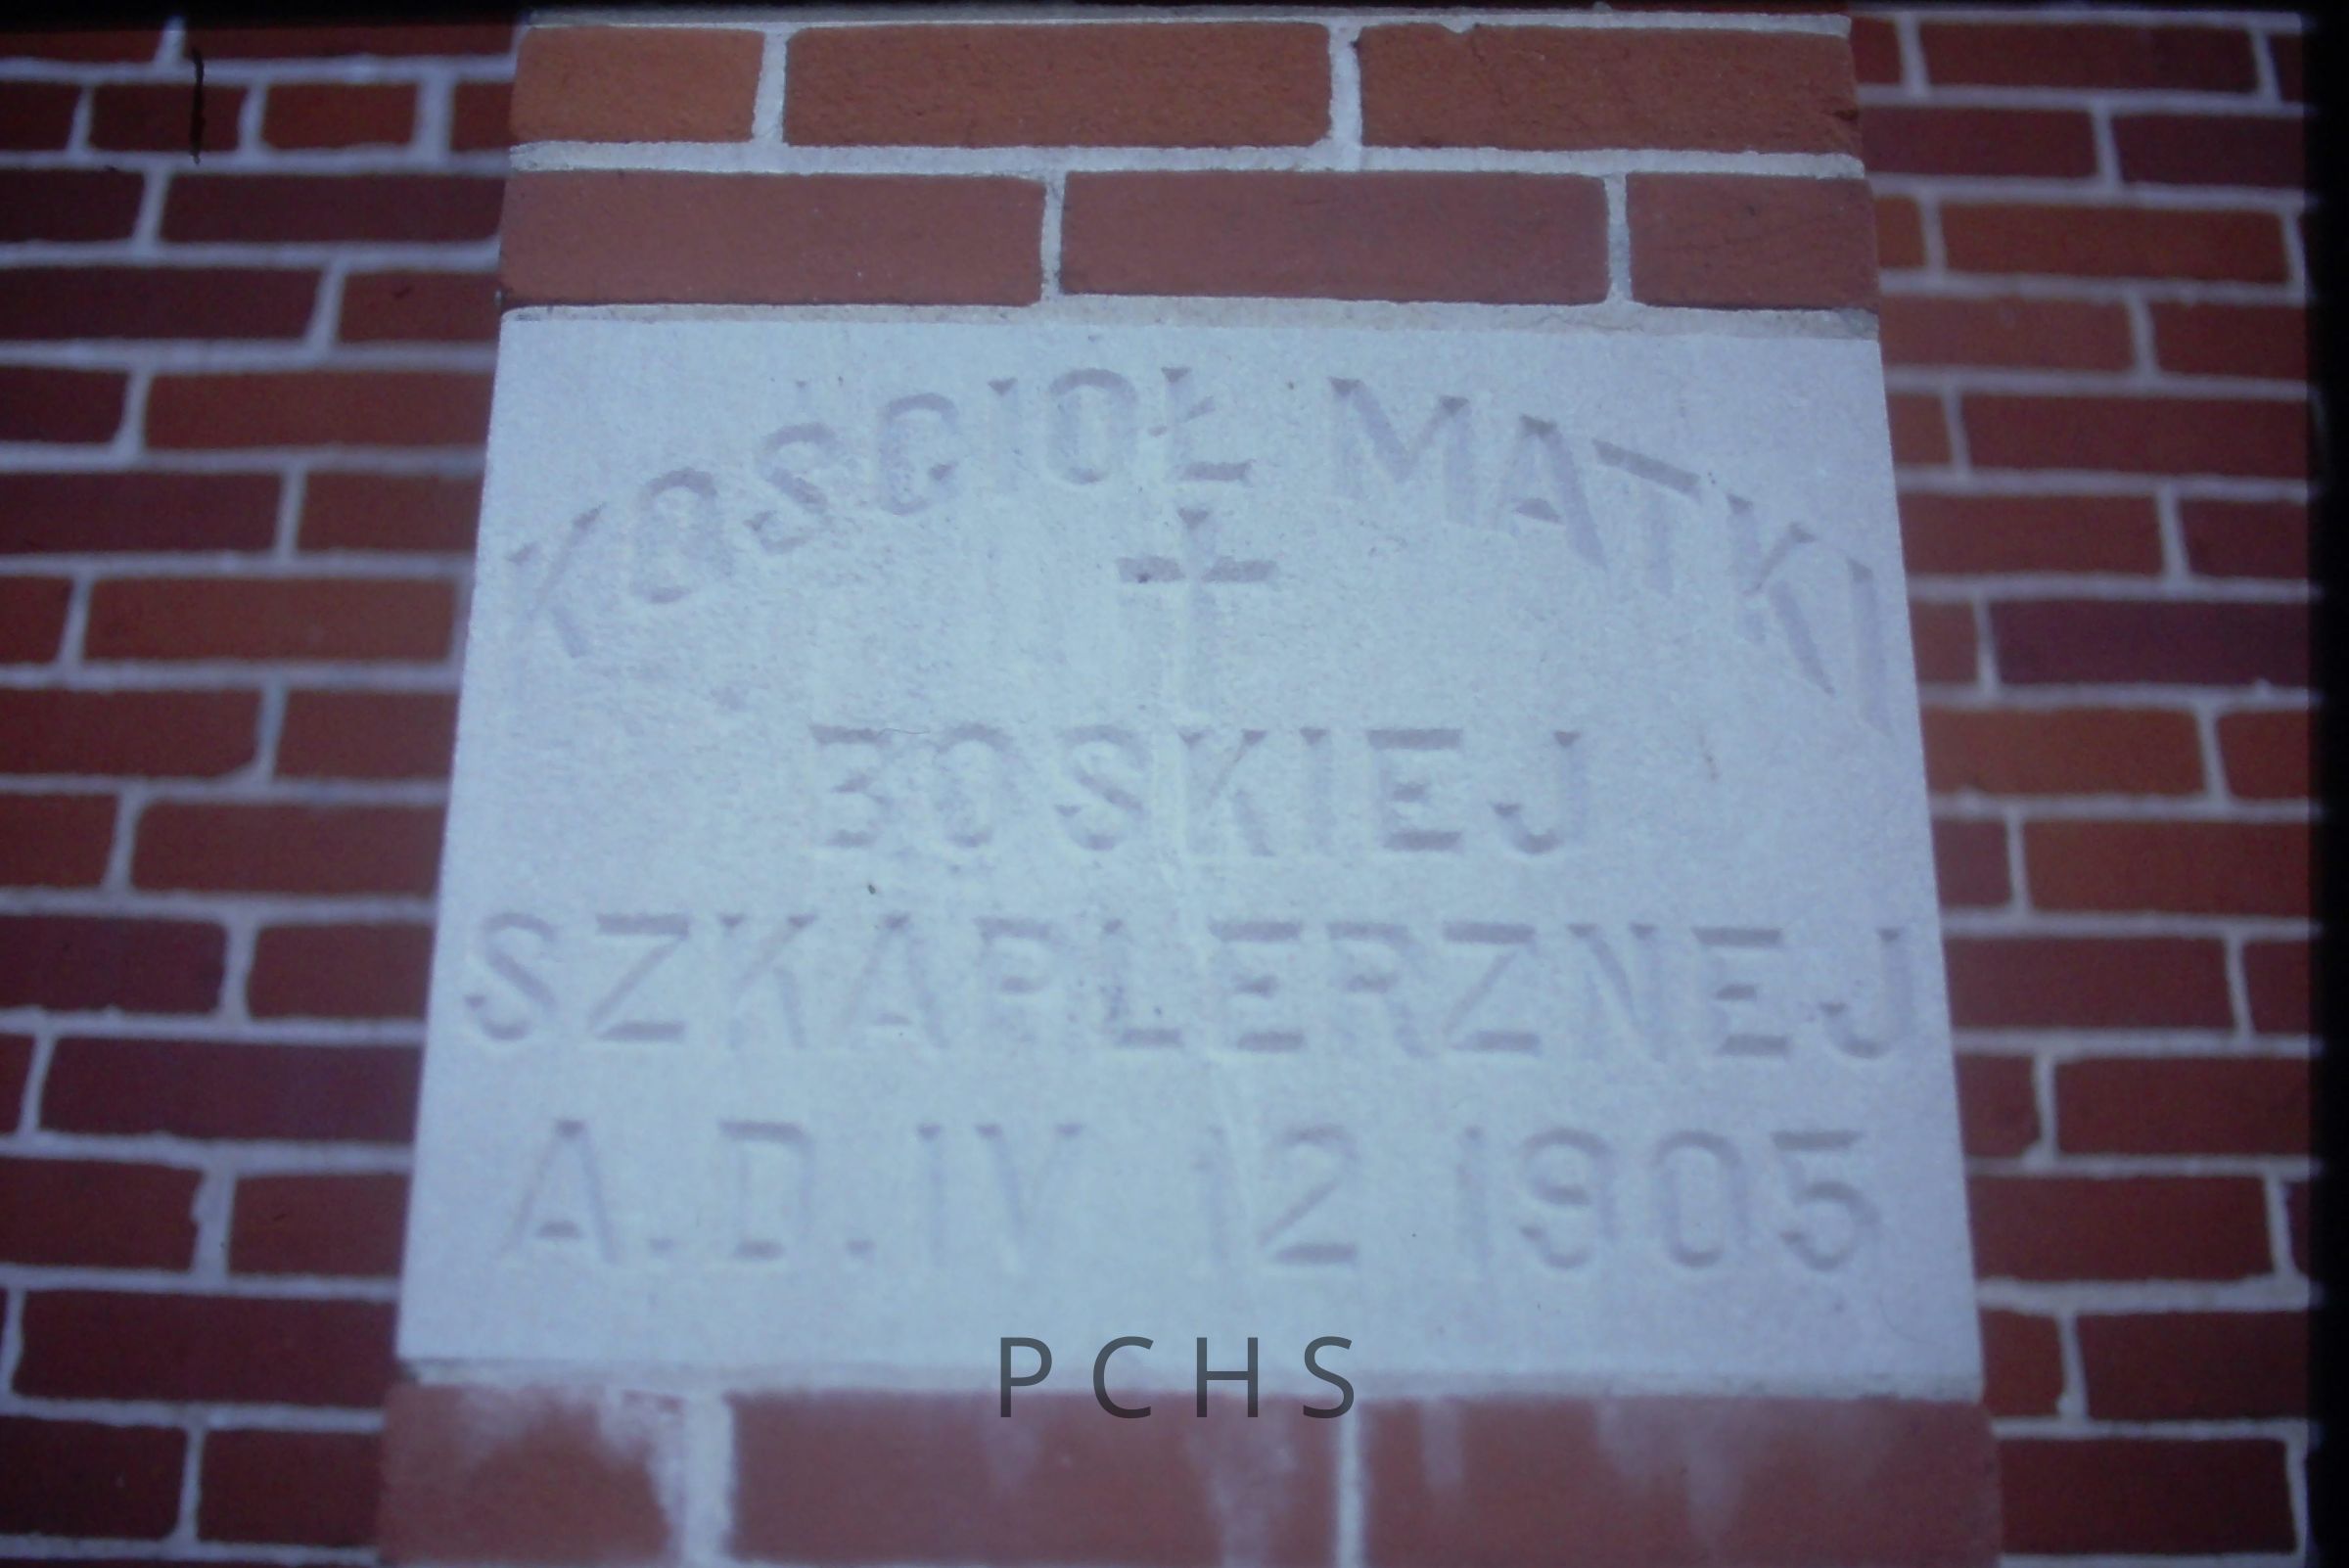 KOŚCIOŁ MATKI
BOSKIEJ
SZKAPLERZNEJ
A.D. IV 12 1905
PCHS